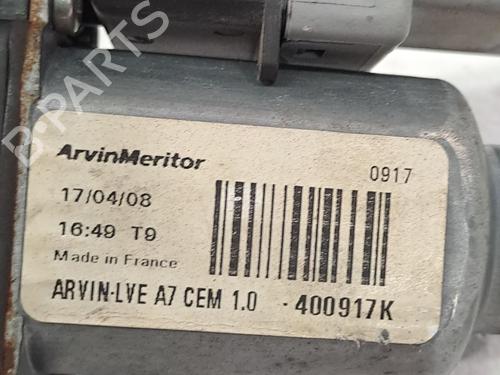 B-PARTS
ArvinMeritor
0917
17/04/08
16:49 T9
Made in France
ARVIN-LVE A7 CEM 1.0 - 400917K